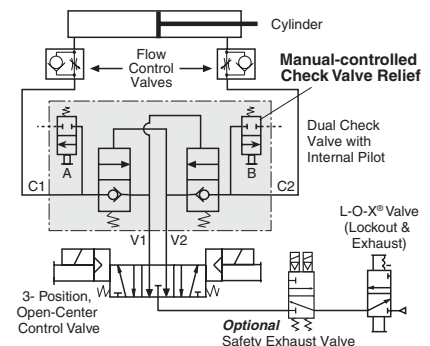 Cylinder
Flow
Control
Valves
Manual-controlled
Check Valve Relief
Dual Check
Valve with
Internal Pilot
A
B
C1
C2
V1
V2
L-O-X® Valve
(Lockout &
Exhaust)
3- Position,
Open-Center
Control Valve
Optional
Safety Exhaust Valve